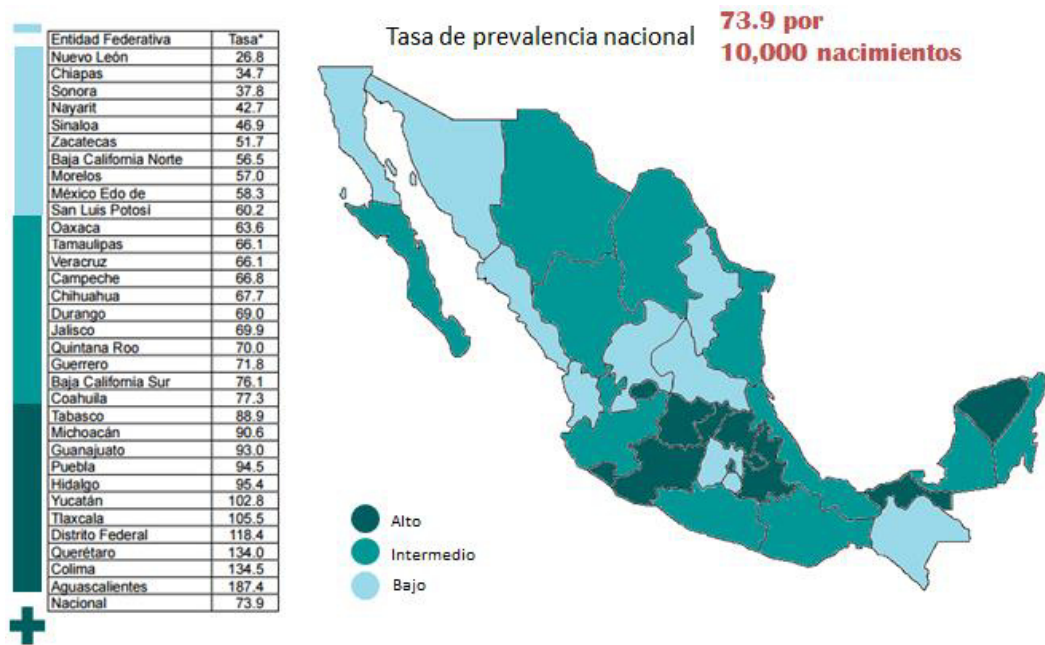 Tasa de prevalencia nacional
73.9 por
10,000 nacimientos
Entidad Federativa Tasa*
Nuevo León 26.8
Chiapas 34.7
Sonora 37.8
Nayarit 42.7
Sinaloa 46.9
Zacatecas 51.7
Baja California Norte 56.5
Morelos 57.0
México Edo de 58.3
San Luis Potosí 60.2
Oaxaca 63.6
Tamaulipas 66.1
Veracruz 66.1
Campeche 66.8
Chihuahua 67.7
Durango 69.0
Jalisco 69.9
Quintana Roo 70.0
Guerrero 71.8
Baja California Sur 76.1
Coahuila 77.3
Tabasco 88.9
Michoacán 90.6
Guanajuato 93.0
Puebla 94.5
Hidalgo 95.4
Yucatán 102.8
Tlaxcala 105.5
Distrito Federal 118.4
Querétaro 134.0
Colima 134.5
Aguascalientes 187.4
Nacional 73.9
Alto
Intermedio
Bajo